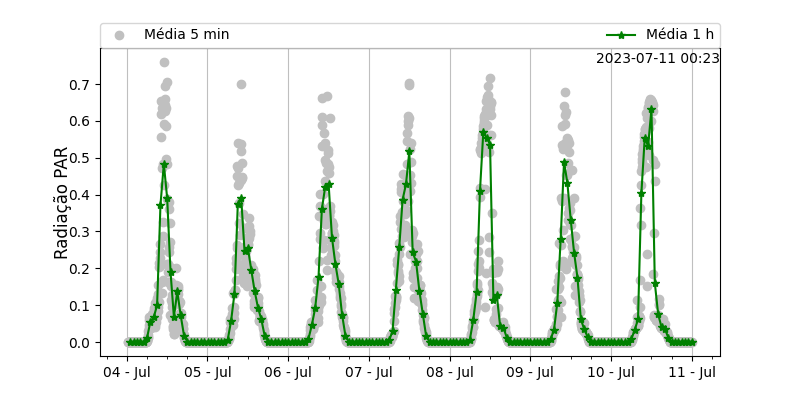 Média 5 min
Média 1 h
2023-07-11 00:23
Radiação PAR
0.7
0.6
0.5
0.4
0.3
0.2
0.1
0.0
04 - Jul
05 - Jul
06 - Jul
07 - Jul
08 - Jul
09 - Jul
10 - Jul
11 - Jul